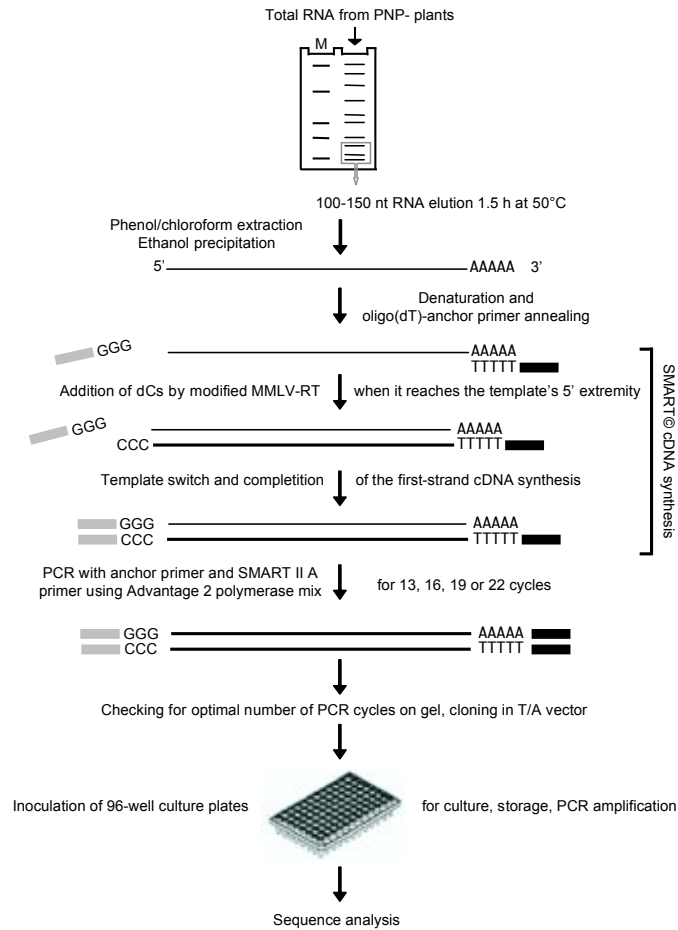 Total RNA from PNP- plants
M
100-150 nt RNA elution 1.5 h at 50°C
Phenol/chloroform extraction
Ethanol precipitation
5’ AAAAA 3’
Denaturation and
oligo(dT)-anchor primer annealing
GGG AAAAA
TTTTT
Addition of dCs by modified MMLV-RT when it reaches the template’s 5’ extremity
GGG AAAAA
CCC TTTTT
Template switch and completition of the first-strand cDNA synthesis
GGG AAAAA
CCC TTTTT
SMART© cDNA synthesis
PCR with anchor primer and SMART II A
primer using Advantage 2 polymerase mix
for 13, 16, 19 or 22 cycles
GGG AAAAA
CCC TTTTT
Checking for optimal number of PCR cycles on gel, cloning in T/A vector
Inoculation of 96-well culture plates for culture, storage, PCR amplification
Sequence analysis